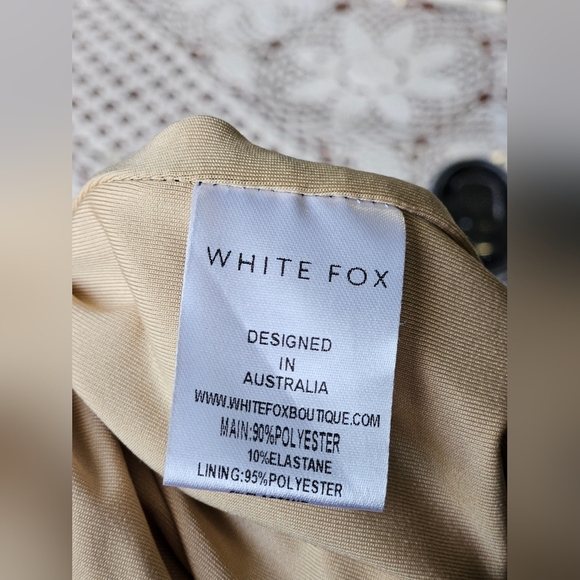 WHITE FOX
DESIGNED
IN
AUSTRALIA
WWW.WHITEFOXBOUTIQUE.COM
MAIN:90%POLYESTER
10%ELASTANE
LINING:95%POLYESTER